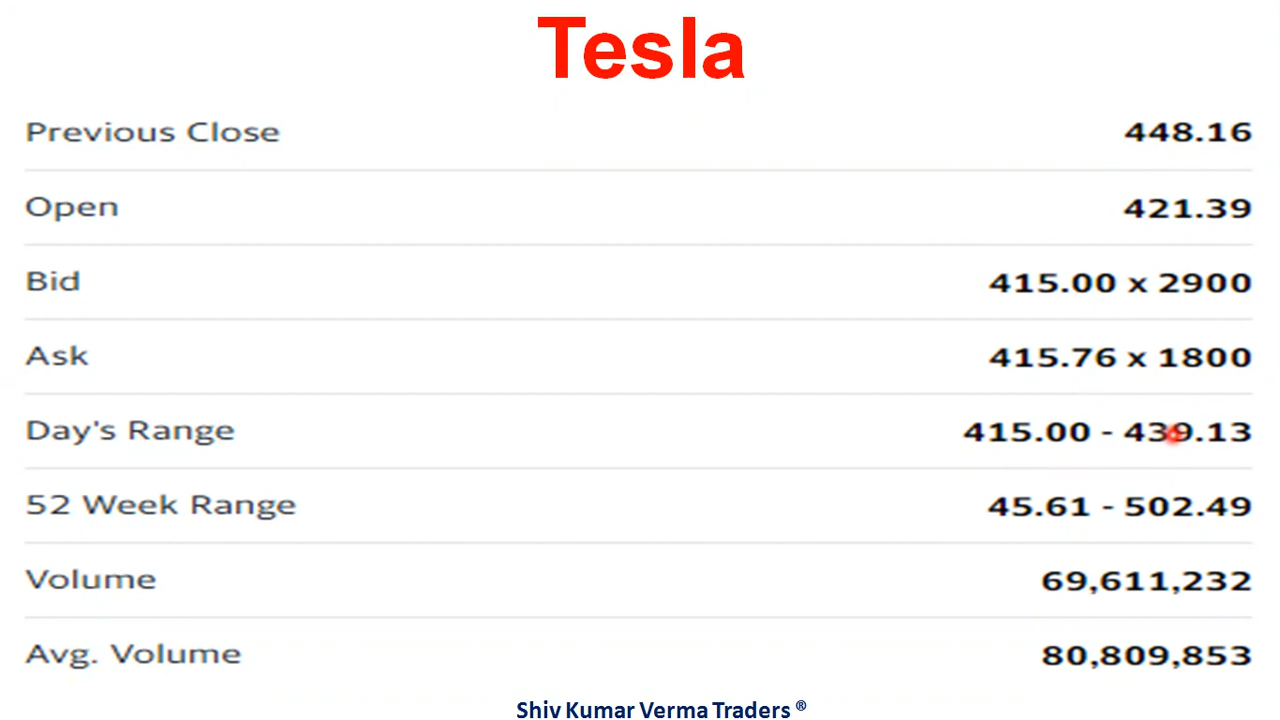 Tesla
Previous Close 448.16
Open 421.39
Bid 415.00 x 2900
Ask 415.76 x 1800
Day's Range 415.00 - 439.13
52 Week Range 45.61 - 502.49
Volume 69,611,232
Avg. Volume 80,809,853
Shiv Kumar Verma Traders ®